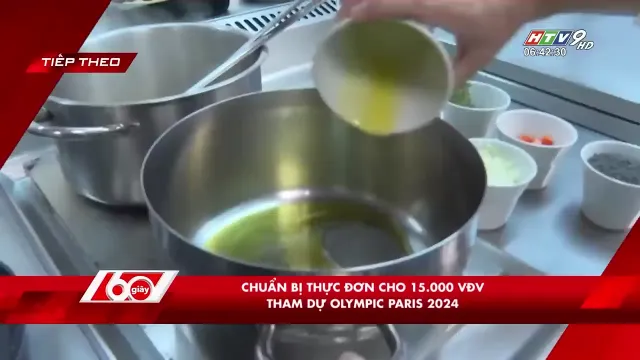 TIẾP THEO
HTV9 HD
06:42:30
60 giây
CHUẨN BỊ THỰC ĐƠN CHO 15.000 VĐV
THAM DỰ OLYMPIC PARIS 2024